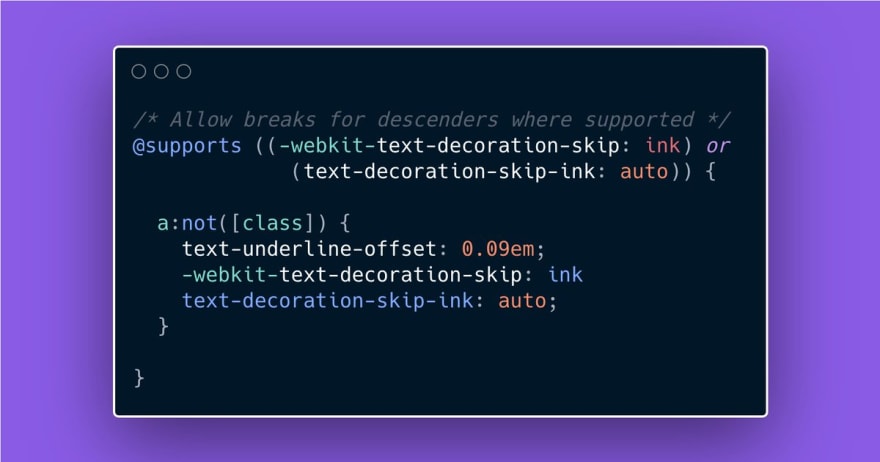 /* Allow breaks for descenders where supported */
@supports ((-webkit-text-decoration-skip: ink) or
(text-decoration-skip-ink: auto)) {
a:not([class]) {
text-underline-offset: 0.09em;
-webkit-text-decoration-skip: ink
text-decoration-skip-ink: auto;
}
}